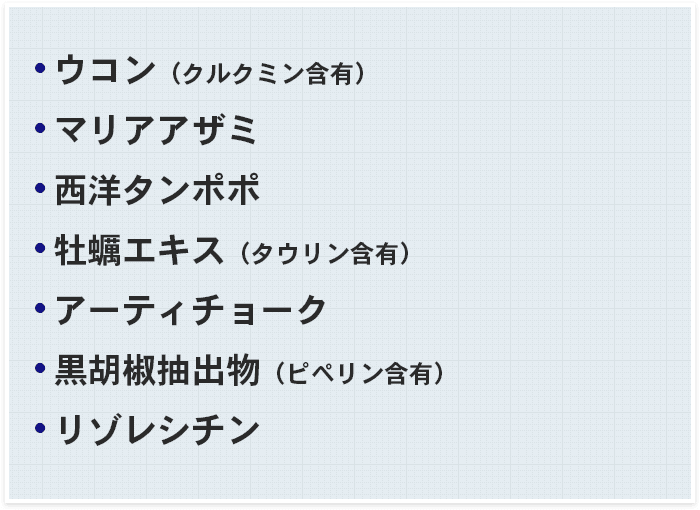 • ウコン（クルクミン含有）
• マリアアザミ
• 西洋タンポポ
• 牡蠣エキス（タウリン含有）
• アーティチョーク
• 黒胡椒抽出物（ピペリン含有）
• リゾレシチン